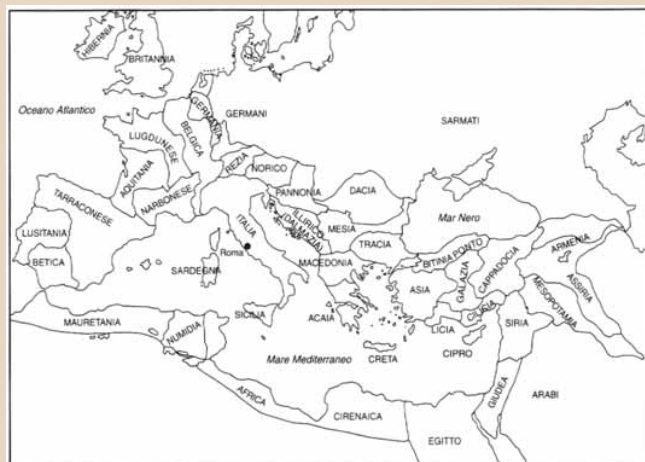 HIBERNIA
BRITANNIA
Oceano Atlantico
GERMANIA
GERMANI
SARMATI
BELGICA
LUGDUNESE
AQUITANIA
NARBONESE
REZIA
NORICO
PANNONIA
DACIA
TARRACONESE
LUSITANIA
BETICA
ITALIA
Roma
ILLIRICO
(DALMAZIA)
MESIA
Mar Nero
TRACIA
MACEDONIA
BITINIA PONTO
ARMENIA
SARDEGNA
ASIA
GALAZIA
CAPPADOCIA
ASSIRIA
MESOPOTAMIA
CILICIA
MAURETANIA
NUMIDIA
SICILIA
ACAIA
LICIA
SIRIA
Mare Mediterraneo
CRETA
CIPRO
AFRICA
CIRENAICA
GIUDEA
ARABI
EGITTO